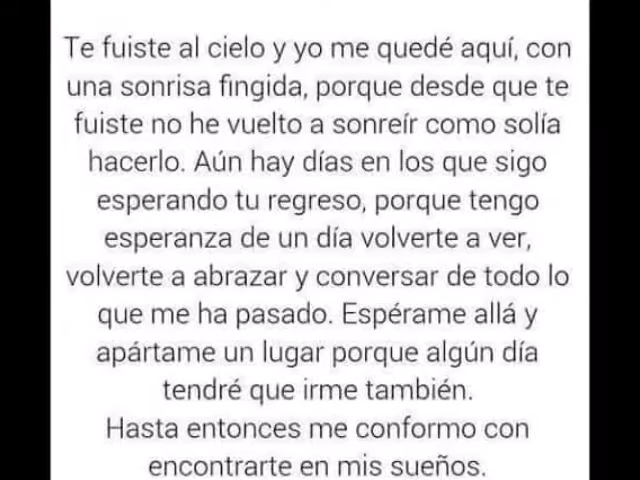 Te fuiste al cielo y yo me quedé aquí, con
una sonrisa fingida, porque desde que te
fuiste no he vuelto a sonreír como solía
hacerlo. Aún hay días en los que sigo
esperando tu regreso, porque tengo
esperanza de un día volverte a ver,
volverte a abrazar y conversar de todo lo
que me ha pasado. Espérame allá y
apártame un lugar porque algún día
tendré que irme también.
Hasta entonces me conformo con
encontrarte en mis sueños.